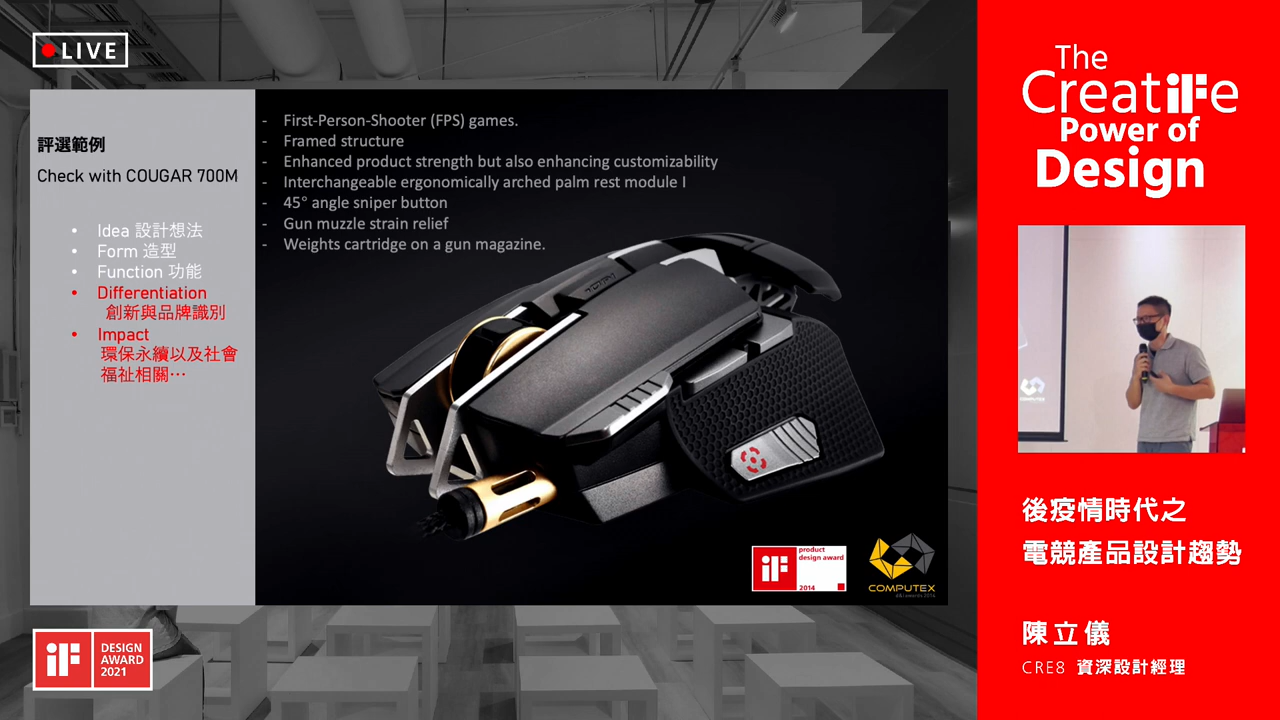 LIVE
評選範例
Check with COUGAR 700M
• Idea 設計想法
• Form 造型
• Function 功能
• Differentiation
創新與品牌識別
• Impact
環保永續以及社會
福祉相關…
- First-Person-Shooter (FPS) games.
- Framed structure
- Enhanced product strength but also enhancing customizability
- Interchangeable ergonomically arched palm rest module I
- 45° angle sniper button
- Gun muzzle strain relief
- Weights cartridge on a gun magazine.
iF
product
design award
2014
COMPUTEX
d&i awards 2014
iF
DESIGN
AWARD
2021
The
CreatiFe
Power of
Design
COMPUTEX
後疫情時代之
電競產品設計趨勢
陳立儀
CRE8 資深設計經理